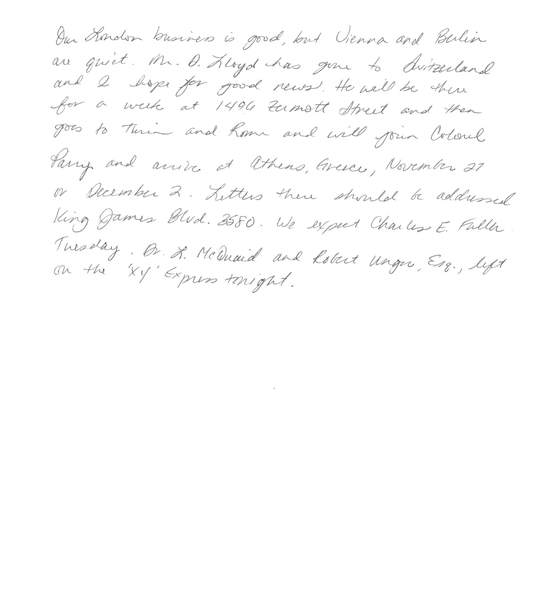 Our London business is good, but Vienna and Berlin
are quiet. Mr. D. Lloyd has gone to Switzerland
and I hope for good news. He will be there
for a week at 1496 Zermott Street and then
goes to Turin and Rome and will join Colonel
Parry and arrive at Athens, Greece, November 27
or December 2. Letters there should be addressed
King James Blvd. 3580. We expect Charles E. Fuller
Tuesday. Dr. L. McQuaid and Robert Unger, Esq., left
on the 'XY' Express tonight.